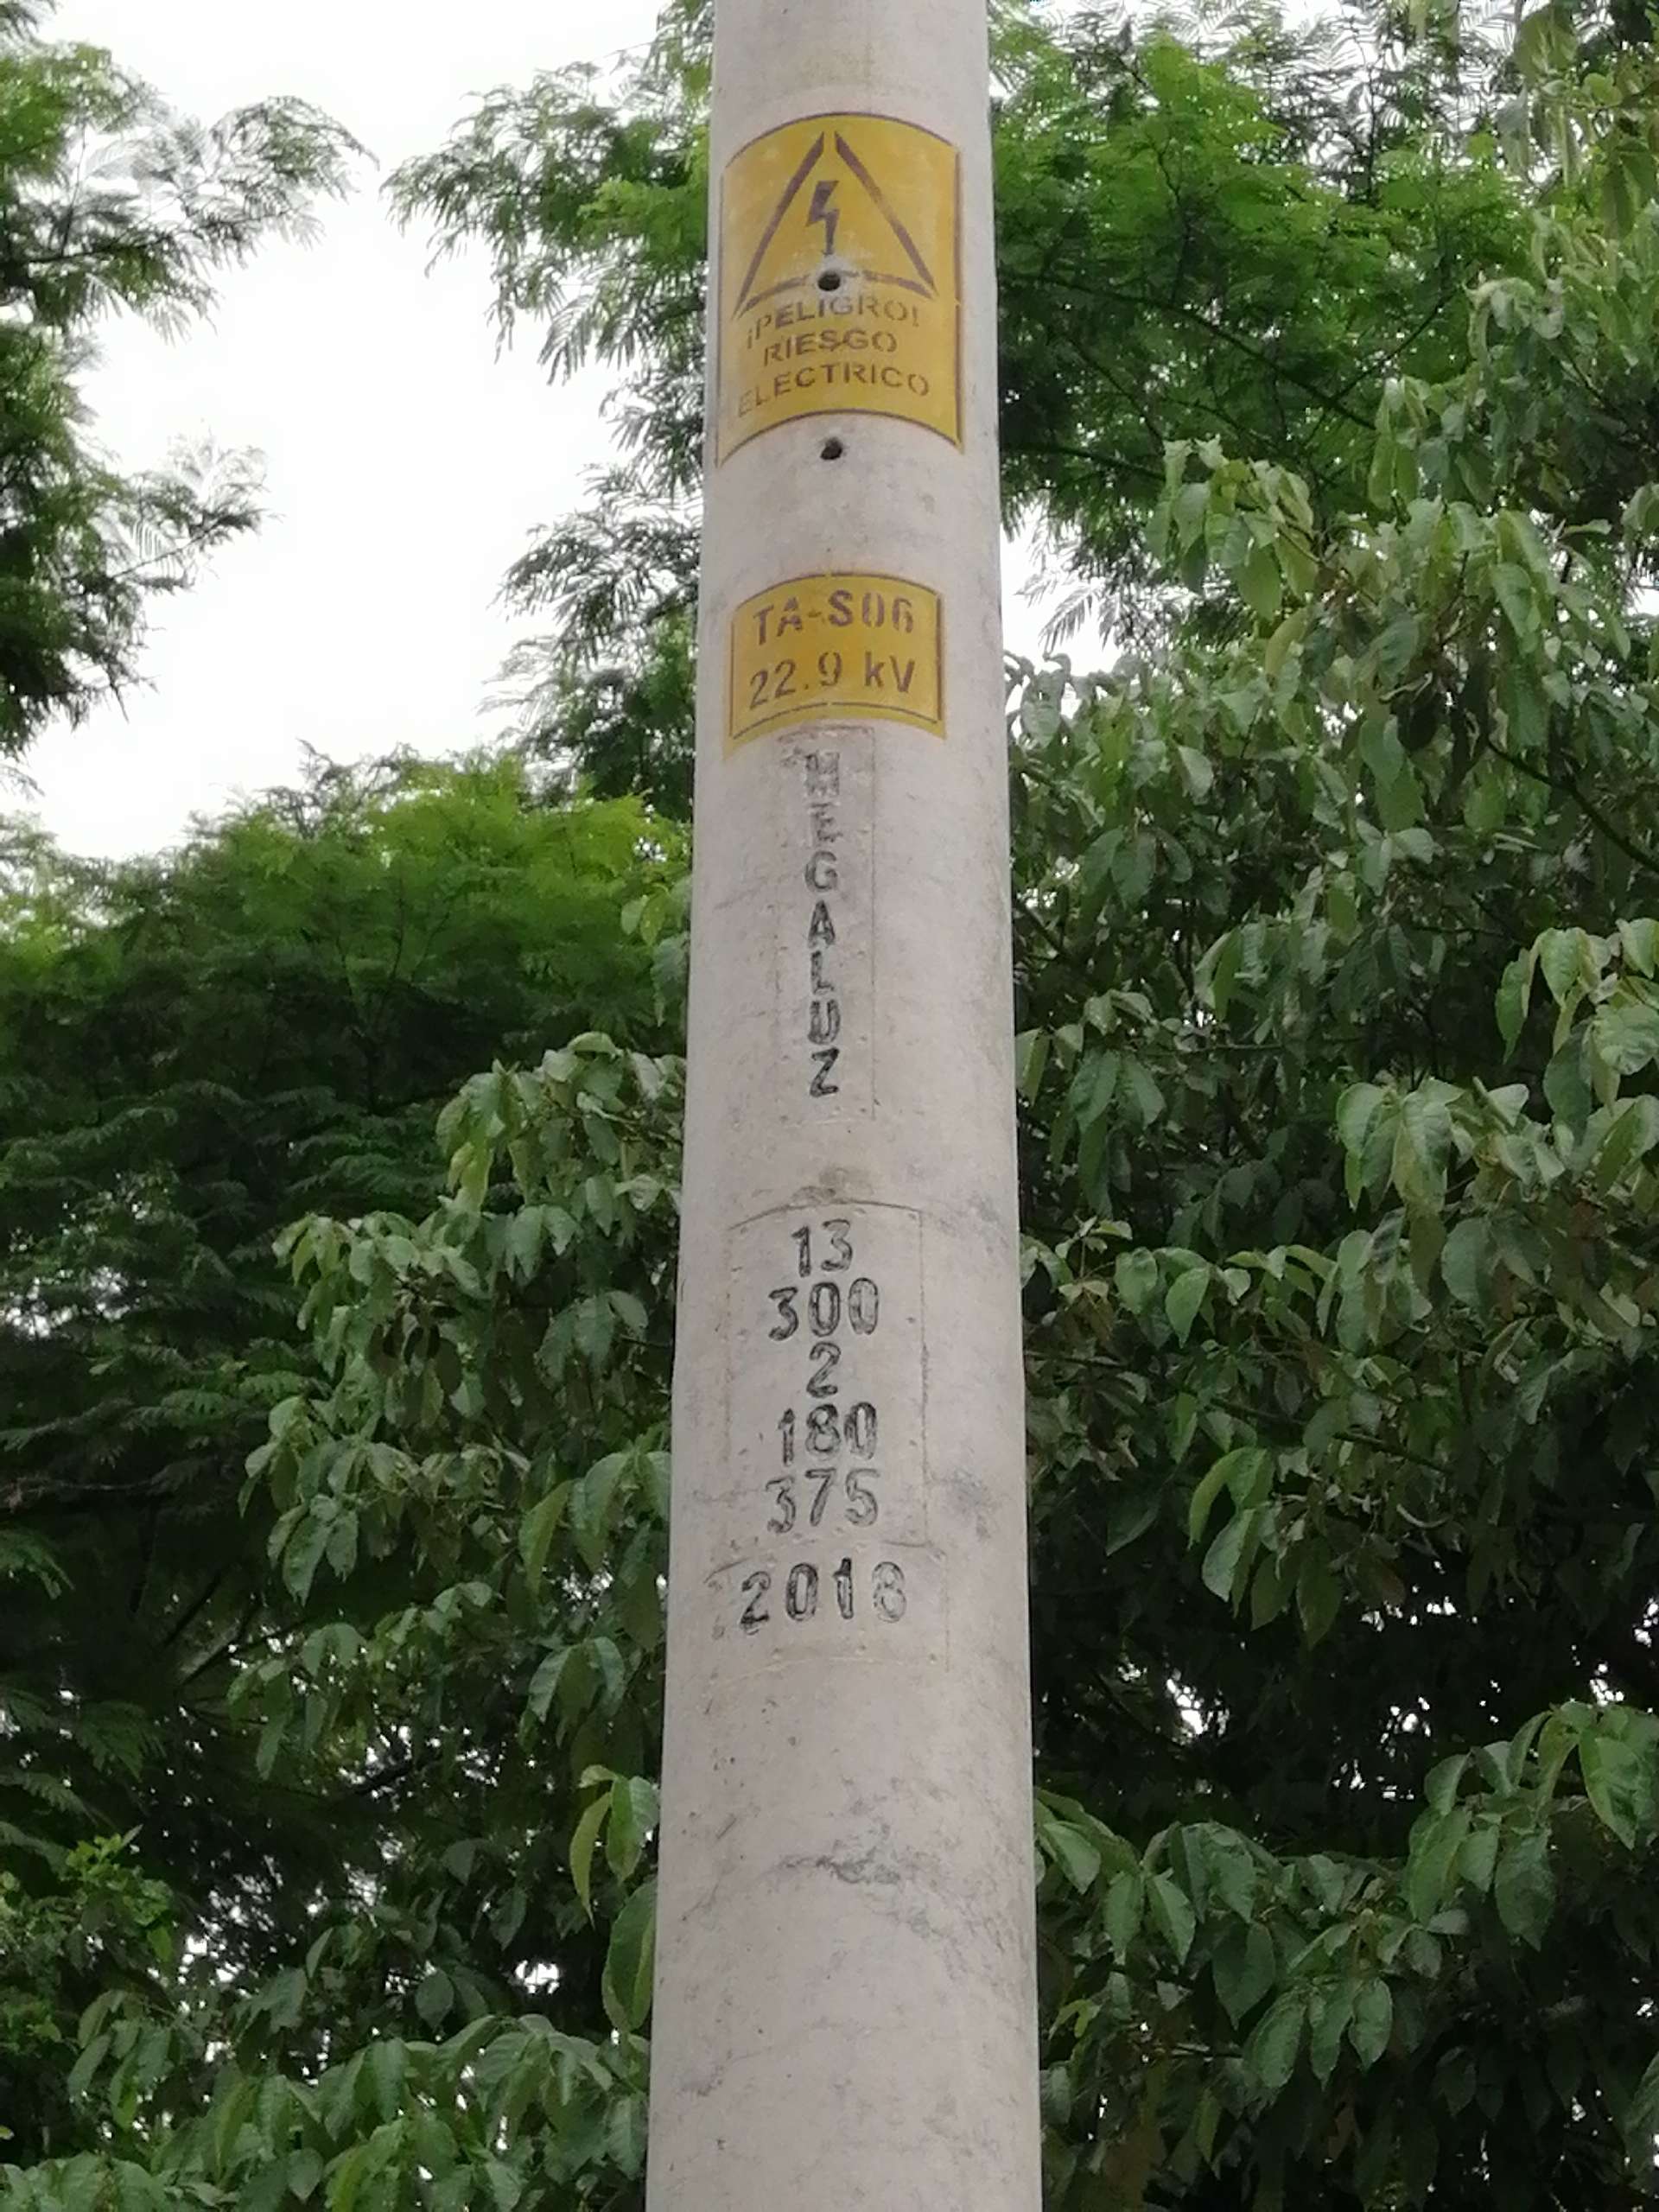 ¡PELIGRO!
RIESGO
ELECTRICO
TA-S06
22.9 kV
MEGALUZ
13
300
2
180
375
2018